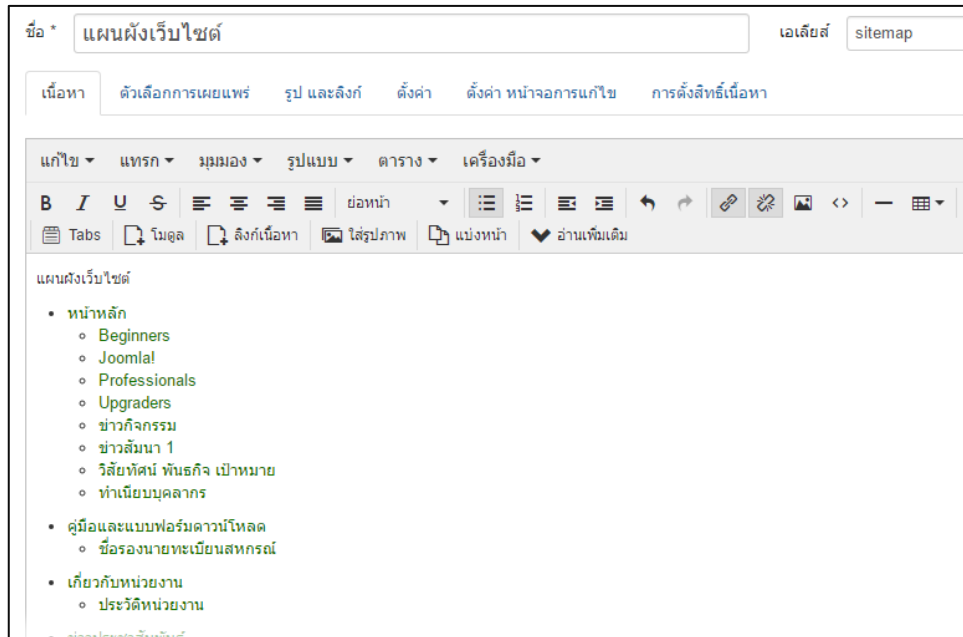 ชื่อ * แผนผังเว็บไซต์ เอเลียส์ sitemap
เนื้อหา ตัวเลือกการเผยแพร่ รูป และลิงก์ ตั้งค่า ตั้งค่า หน้าจอการแก้ไข การตั้งสิทธิ์เนื้อหา
แก้ไข แทรก มุมมอง รูปแบบ ตาราง เครื่องมือ
B I U S ย่อหน้า
Tabs โมดูล ลิงก์เนื้อหา ใส่รูปภาพ แบ่งหน้า อ่านเพิ่มเติม
แผนผังเว็บไซต์
หน้าหลัก
Beginners
Joomla!
Professionals
Upgraders
ข่าวกิจกรรม
ข่าวสัมนา 1
วิสัยทัศน์ พันธกิจ เป้าหมาย
ทำเนียบบุคลากร
คู่มือและแบบฟอร์มดาวน์โหลด
ชื่อรองนายทะเบียนสหกรณ์
เกี่ยวกับหน่วยงาน
ประวัติหน่วยงาน